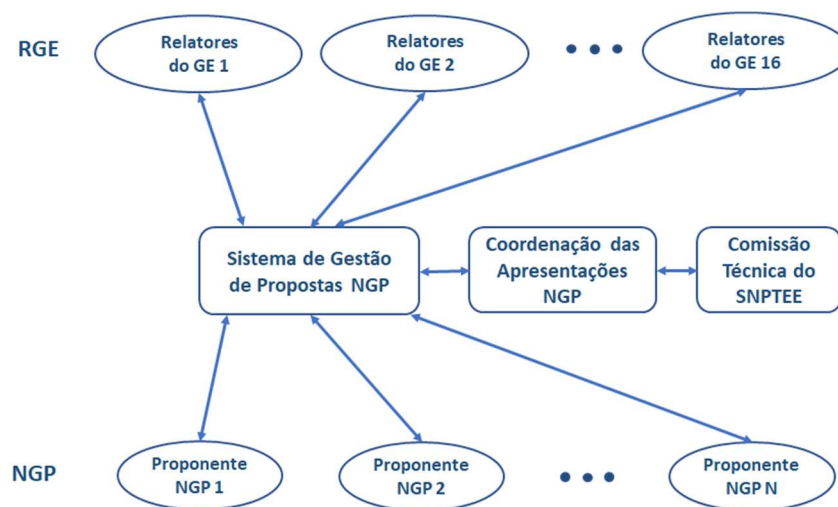 RGE
Relatores
do GE 1
Relatores
do GE 2
Relatores
do GE 16
Sistema de Gestão
de Propostas NGP
Coordenação das
Apresentações
NGP
Comissão
Técnica do
SNPTEE
NGP
Proponente
NGP 1
Proponente
NGP 2
Proponente
NGP N